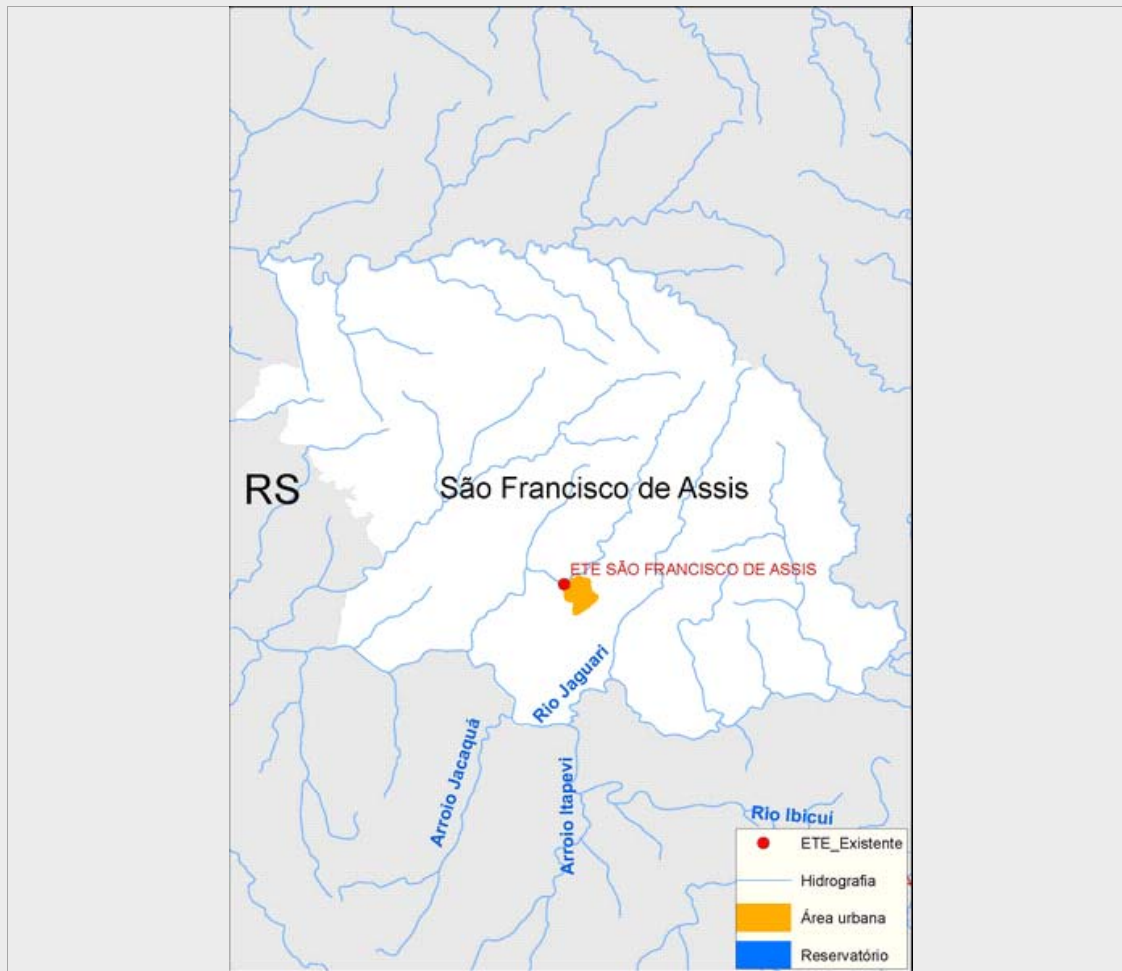 RS
São Francisco de Assis
ETE SÃO FRANCISCO DE ASSIS
Rio Jaguari
Arroio Jacaquá
Arroio Itapevi
Rio Ibicuí
ETE_Existente
Hidrografia
Área urbana
Reservatório